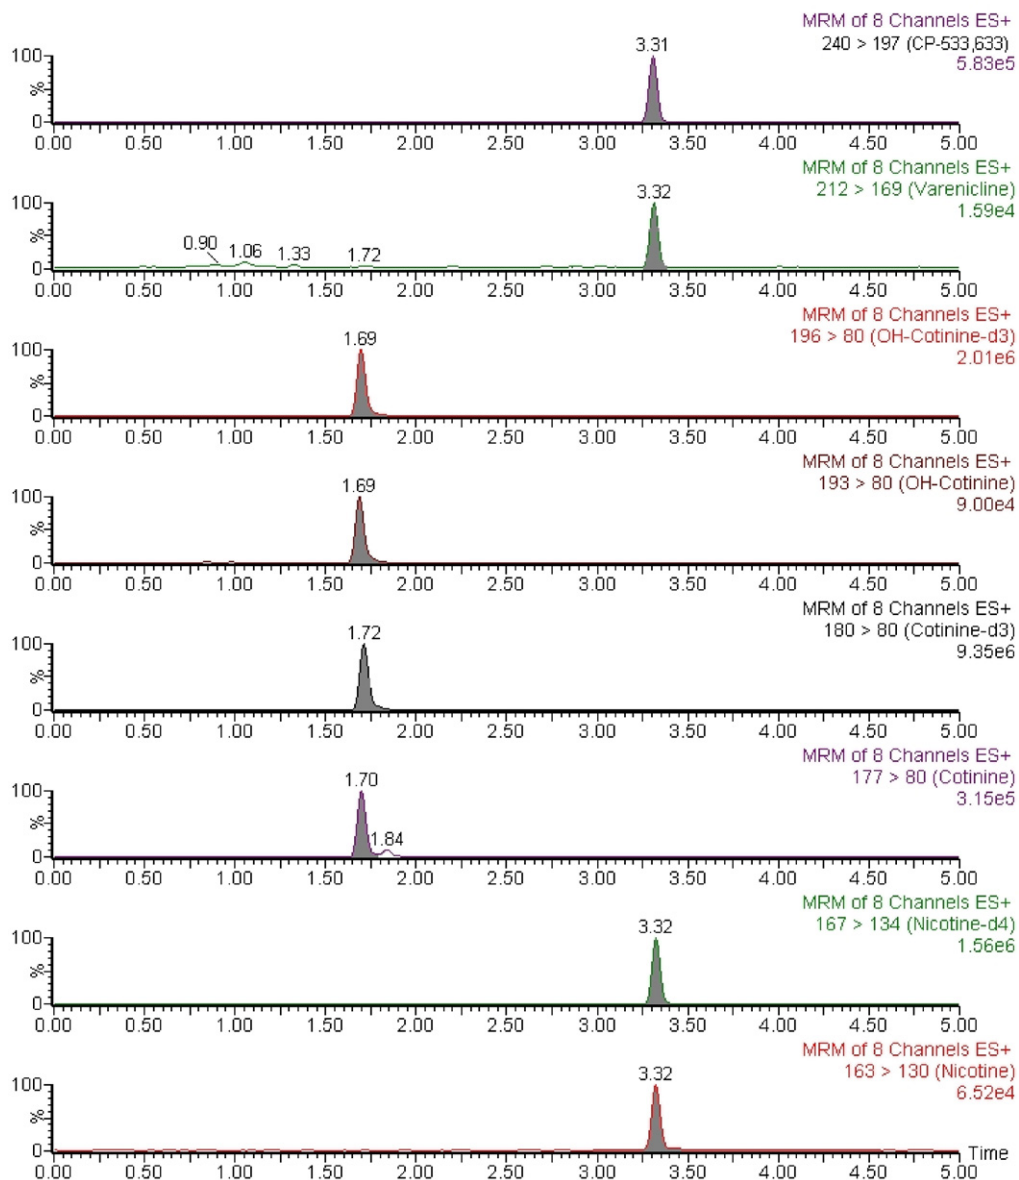 MRM of 8 Channels ES+
240 > 197 (CP-533,633)
5.83e5
3.31
100
%
0
0.00 0.50 1.00 1.50 2.00 2.50 3.00 3.50 4.00 4.50 5.00
MRM of 8 Channels ES+
212 > 169 (Varenicline)
1.59e4
3.32
100
%
0.90 1.06 1.33 1.72
0
0.00 0.50 1.00 1.50 2.00 2.50 3.00 3.50 4.00 4.50 5.00
MRM of 8 Channels ES+
196 > 80 (OH-Cotinine-d3)
2.01e6
1.69
100
%
0
0.00 0.50 1.00 1.50 2.00 2.50 3.00 3.50 4.00 4.50 5.00
MRM of 8 Channels ES+
193 > 80 (OH-Cotinine)
9.00e4
1.69
100
%
0
0.00 0.50 1.00 1.50 2.00 2.50 3.00 3.50 4.00 4.50 5.00
MRM of 8 Channels ES+
180 > 80 (Cotinine-d3)
9.35e6
1.72
100
%
0
0.00 0.50 1.00 1.50 2.00 2.50 3.00 3.50 4.00 4.50 5.00
MRM of 8 Channels ES+
177 > 80 (Cotinine)
3.15e5
1.70
100
%
1.84
0
0.00 0.50 1.00 1.50 2.00 2.50 3.00 3.50 4.00 4.50 5.00
MRM of 8 Channels ES+
167 > 134 (Nicotine-d4)
1.56e6
3.32
100
%
0
0.00 0.50 1.00 1.50 2.00 2.50 3.00 3.50 4.00 4.50 5.00
MRM of 8 Channels ES+
163 > 130 (Nicotine)
6.52e4
3.32
100
%
0
Time
0.00 0.50 1.00 1.50 2.00 2.50 3.00 3.50 4.00 4.50 5.00